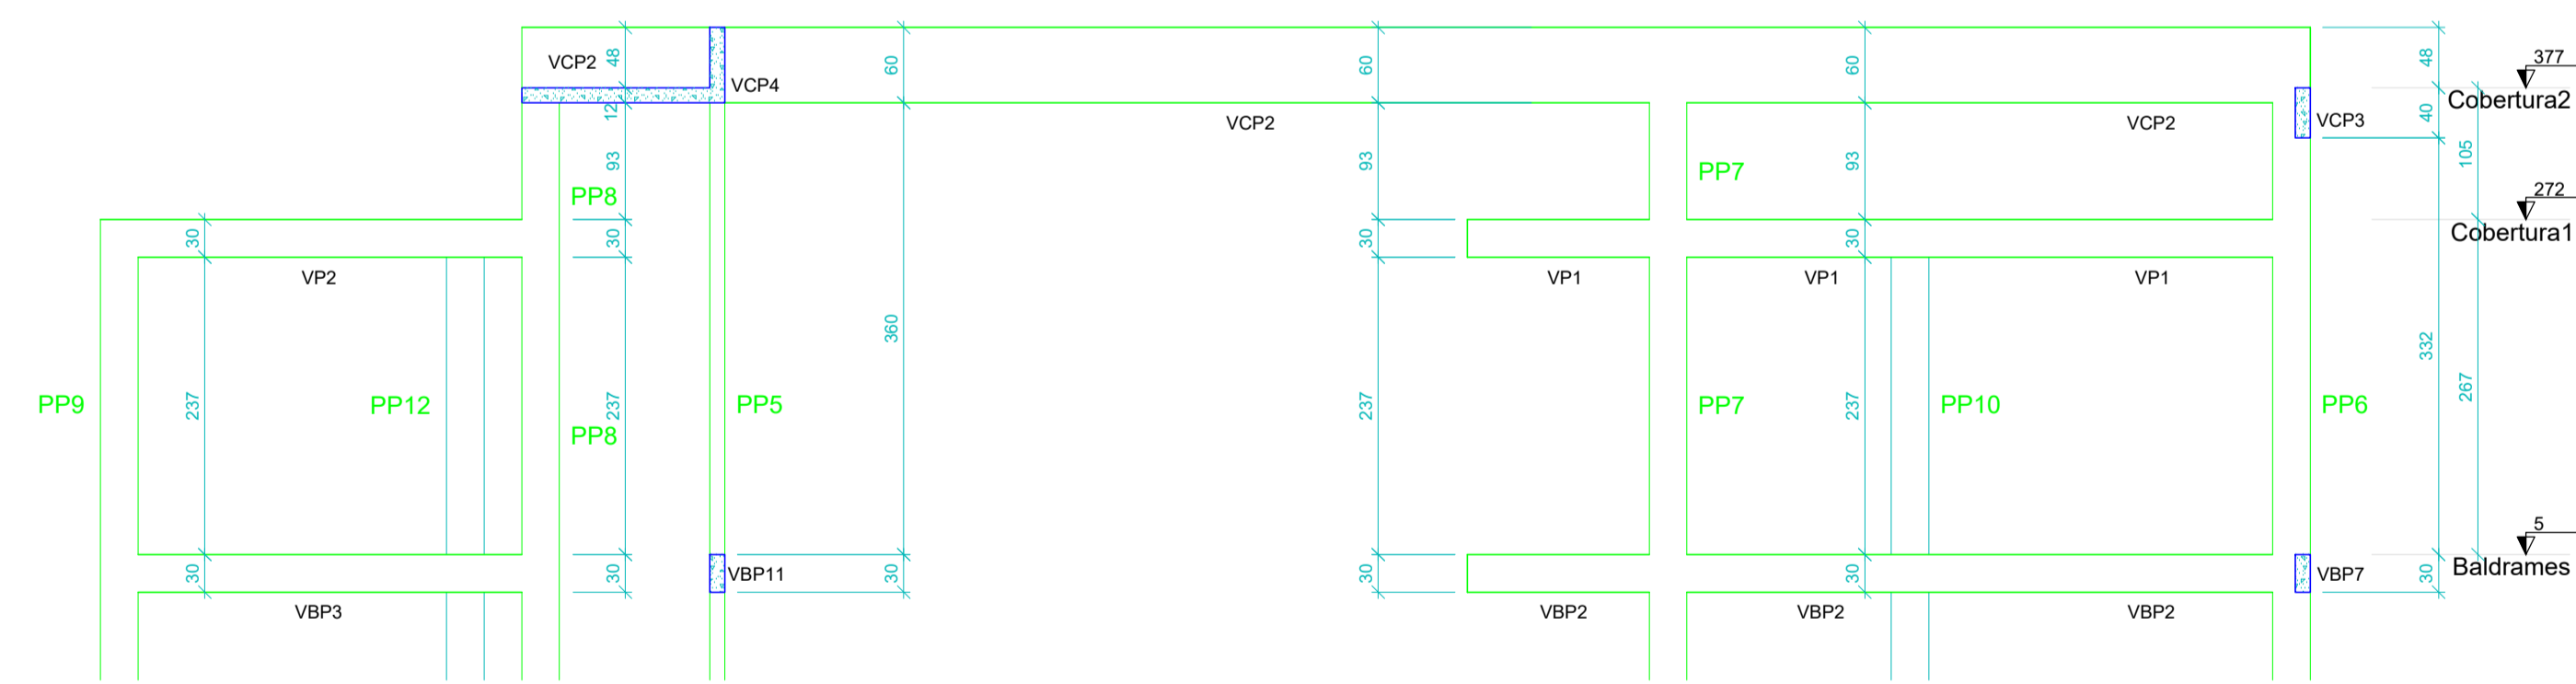 48
60
60
60
48
377
VCP2
VCP4
Cobertura2
12
VCP2
VCP2
VCP3
40
93
93
93
105
PP8
PP7
272
Cobertura1
30
30
30
30
VP2
VP1
VP1
VP1
360
332
PP9
237
PP12
237
PP8
PP5
237
PP7
237
PP10
PP6
267
5
30
30
VBP11
30
30
30
VBP7
30
Baldrames
VBP3
VBP2
VBP2
VBP2